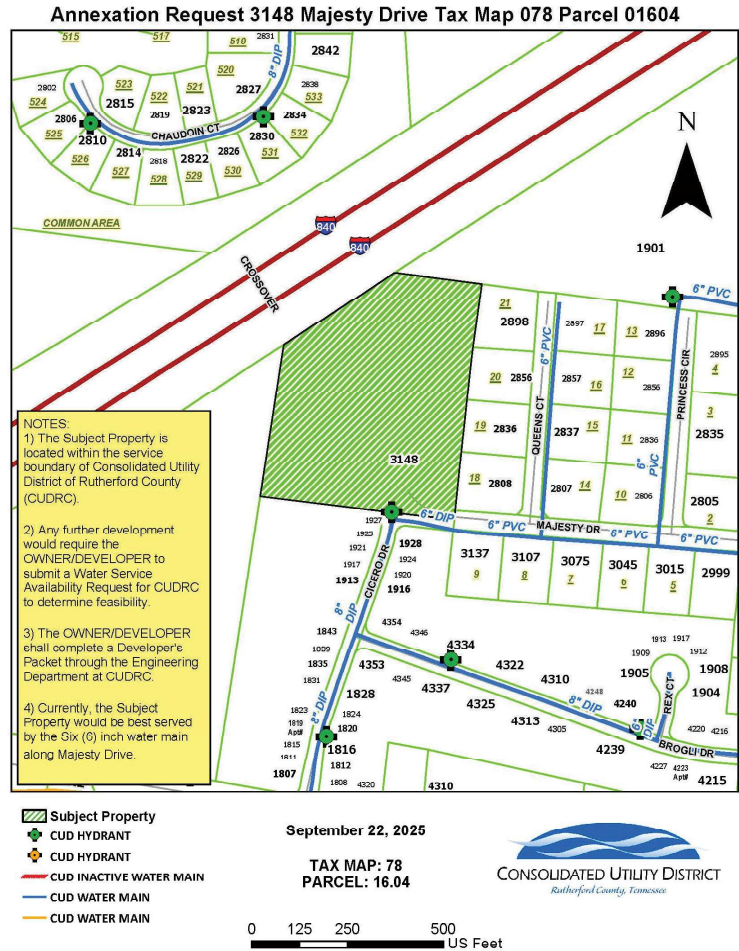 Annexation Request 3148 Majesty Drive Tax Map 078 Parcel 01604
515
517
510
2831
2842
8" DIP
2802
524
523
2815
522
2819
521
2823
520
2827
2838
533
2806
525
2810
526
CHAUDOIN CT
2834
532
2814
527
2818
528
2822
529
2826
530
2830
531
COMMON AREA
840
840
CROSSOVER
N
1901
6" PVC
21
2898
6" PVC
2897
17
13
2896
PRINCESS CIR
2895
4
20
2856
2857
16
12
2856
3
2835
19
2836
QUEENS CT
2837
15
11
2836
6" PVC
18
2808
2807
14
10
2806
2805
2
3148
6" DIP
6" PVC
MAJESTY DR
6" PVC
1927
1925
1921
1917
1913
CICERO DR
1928
1924
1920
1916
3137
9
3107
8
3075
7
3045
6
3015
5
2999
8" DIP
4354
4346
4334
4322
4310
4248
4240
1843
1835
1831
4353
4345
4337
4325
4313
4305
8" DIP
4239
1909
1913
1917
1912
1905
1908
1904
REX CT
6" DIP
BROGLI DR
4220
4216
4227
4223
Apt#
4215
1828
1824
1820
1816
1812
1808
8" DIP
1823
1819
Apt#
1815
1811
1807
4320
4310
NOTES:
1) The Subject Property is
located within the service
boundary of Consolidated Utility
District of Rutherford County
(CUDRC).
2) Any further development
would require the
OWNER/DEVELOPER to
submit a Water Service
Availability Request for CUDRC
to determine feasibility.
3) The OWNER/DEVELOPER
shall complete a Developer's
Packet through the Engineering
Department at CUDRC.
4) Currently, the Subject
Property would be best served
by the Six (6) inch water main
along Majesty Drive.
Subject Property
CUD HYDRANT
CUD HYDRANT
CUD INACTIVE WATER MAIN
CUD WATER MAIN
CUD WATER MAIN
September 22, 2025
TAX MAP: 78
PARCEL: 16.04
0 125 250 500
US Feet
CONSOLIDATED UTILITY DISTRICT
Rutherford County, Tennessee